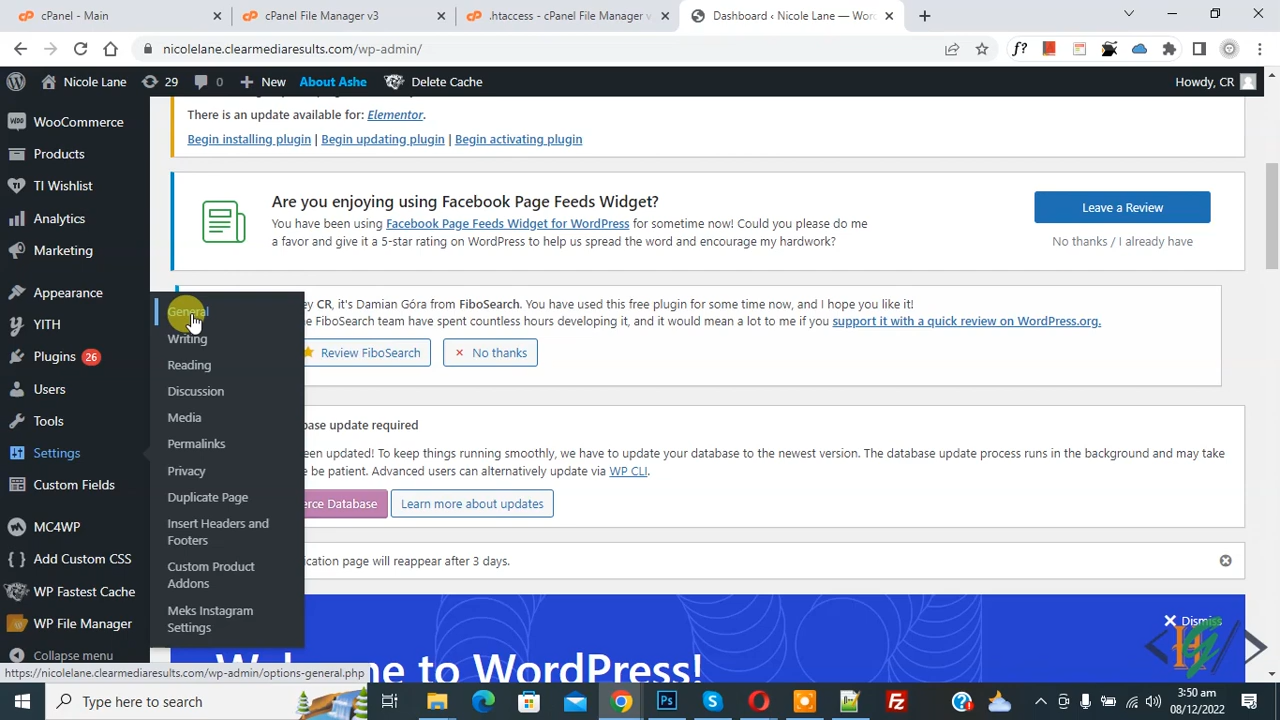 cPanel - Main
cPanel File Manager v3
.htaccess - cPanel File Manager v
Dashboard ‹ Nicole Lane — Wor
nicolelane.clearmediaresults.com/wp-admin/
f?
Nicole Lane
29
0
New
About Ashe
Delete Cache
Howdy, CR
WooCommerce
Products
TI Wishlist
Analytics
Marketing
Appearance
YITH
Plugins 26
Users
Tools
Settings
Custom Fields
MC4WP
Add Custom CSS
WP Fastest Cache
WP File Manager
Collapse menu
General
Writing
Reading
Discussion
Media
Permalinks
Privacy
Duplicate Page
Insert Headers and
Footers
Custom Product
Addons
Meks Instagram
Settings
There is an update available for: Elementor.
Begin installing plugin | Begin updating plugin | Begin activating plugin
Are you enjoying using Facebook Page Feeds Widget?
You have been using Facebook Page Feeds Widget for WordPress for sometime now! Could you please do me
a favor and give it a 5-star rating on WordPress to help us spread the word and encourage my hardwork?
Leave a Review
No thanks / I already have
ey CR, it's Damian Góra from FiboSearch. You have used this free plugin for some time now, and I hope you like it!
e FiboSearch team have spent countless hours developing it, and it would mean a lot to me if you support it with a quick review on WordPress.org.
Review FiboSearch
No thanks
base update required
een updated! To keep things running smoothly, we have to update your database to the newest version. The database update process runs in the background and may take
e be patient. Advanced users can alternatively update via WP CLI.
rce Database
Learn more about updates
ication page will reappear after 3 days.
Dismiss
Welcome to WordPress!
https://nicolelane.clearmediaresults.com/wp-admin/options-general.php
Type here to search
3:50 am
08/12/2022